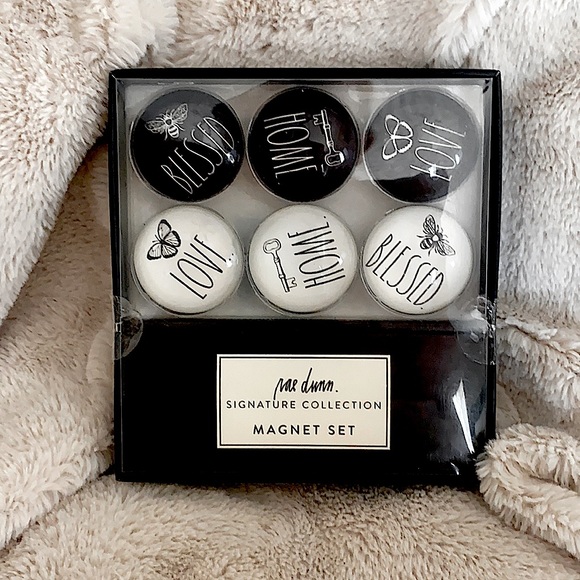 BLESSED
HOME
LOVE
LOVE
HOME
BLESSED
rae dunn.
SIGNATURE COLLECTION
MAGNET SET